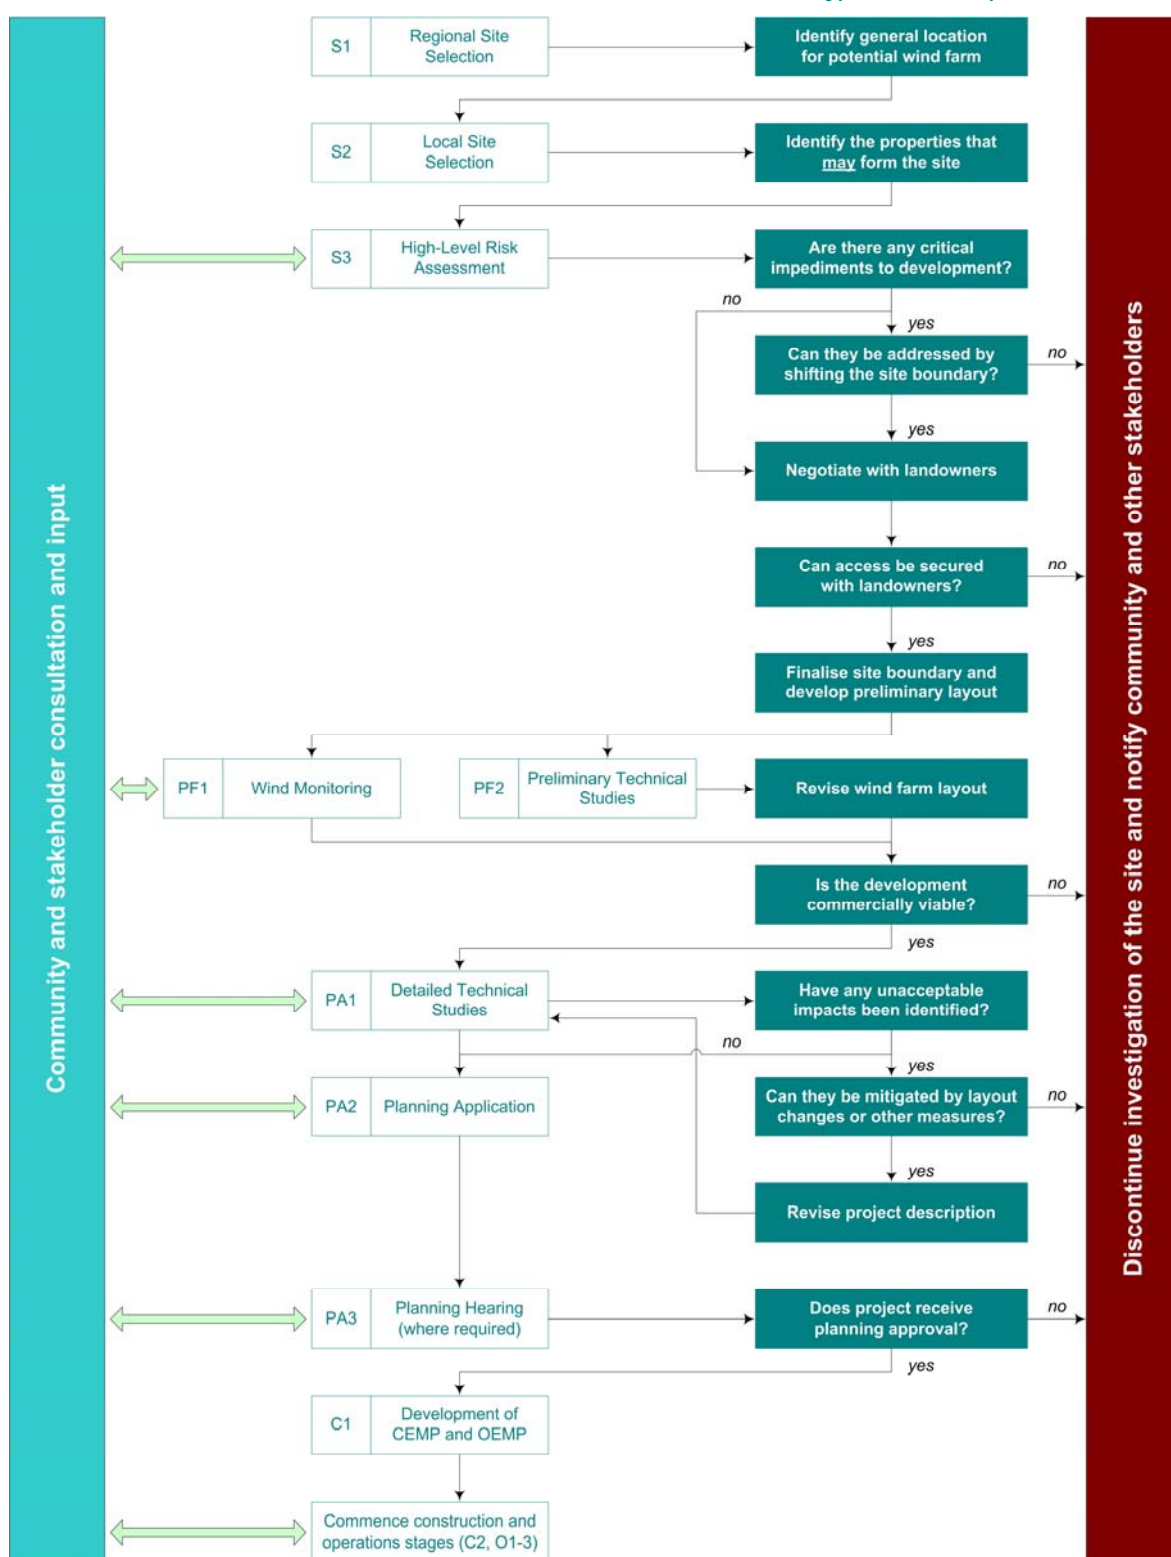 S1
Regional Site
Selection
Identify general location
for potential wind farm
S2
Local Site
Selection
Identify the properties that
may form the site
S3
High-Level Risk
Assessment
Are there any critical
impediments to development?
no
yes
Can they be addressed by
shifting the site boundary?
no
yes
Negotiate with landowners
Can access be secured
with landowners?
no
yes
Finalise site boundary and
develop preliminary layout
PF1
Wind Monitoring
PF2
Preliminary Technical
Studies
Revise wind farm layout
Is the development
commercially viable?
no
yes
PA1
Detailed Technical
Studies
Have any unacceptable
impacts been identified?
no
yes
PA2
Planning Application
Can they be mitigated by layout
changes or other measures?
no
yes
Revise project description
PA3
Planning Hearing
(where required)
Does project receive
planning approval?
no
yes
C1
Development of
CEMP and OEMP
Commence construction and
operations stages (C2, O1-3)
Community and stakeholder consultation and input
Discontinue investigation of the site and notify community and other stakeholders